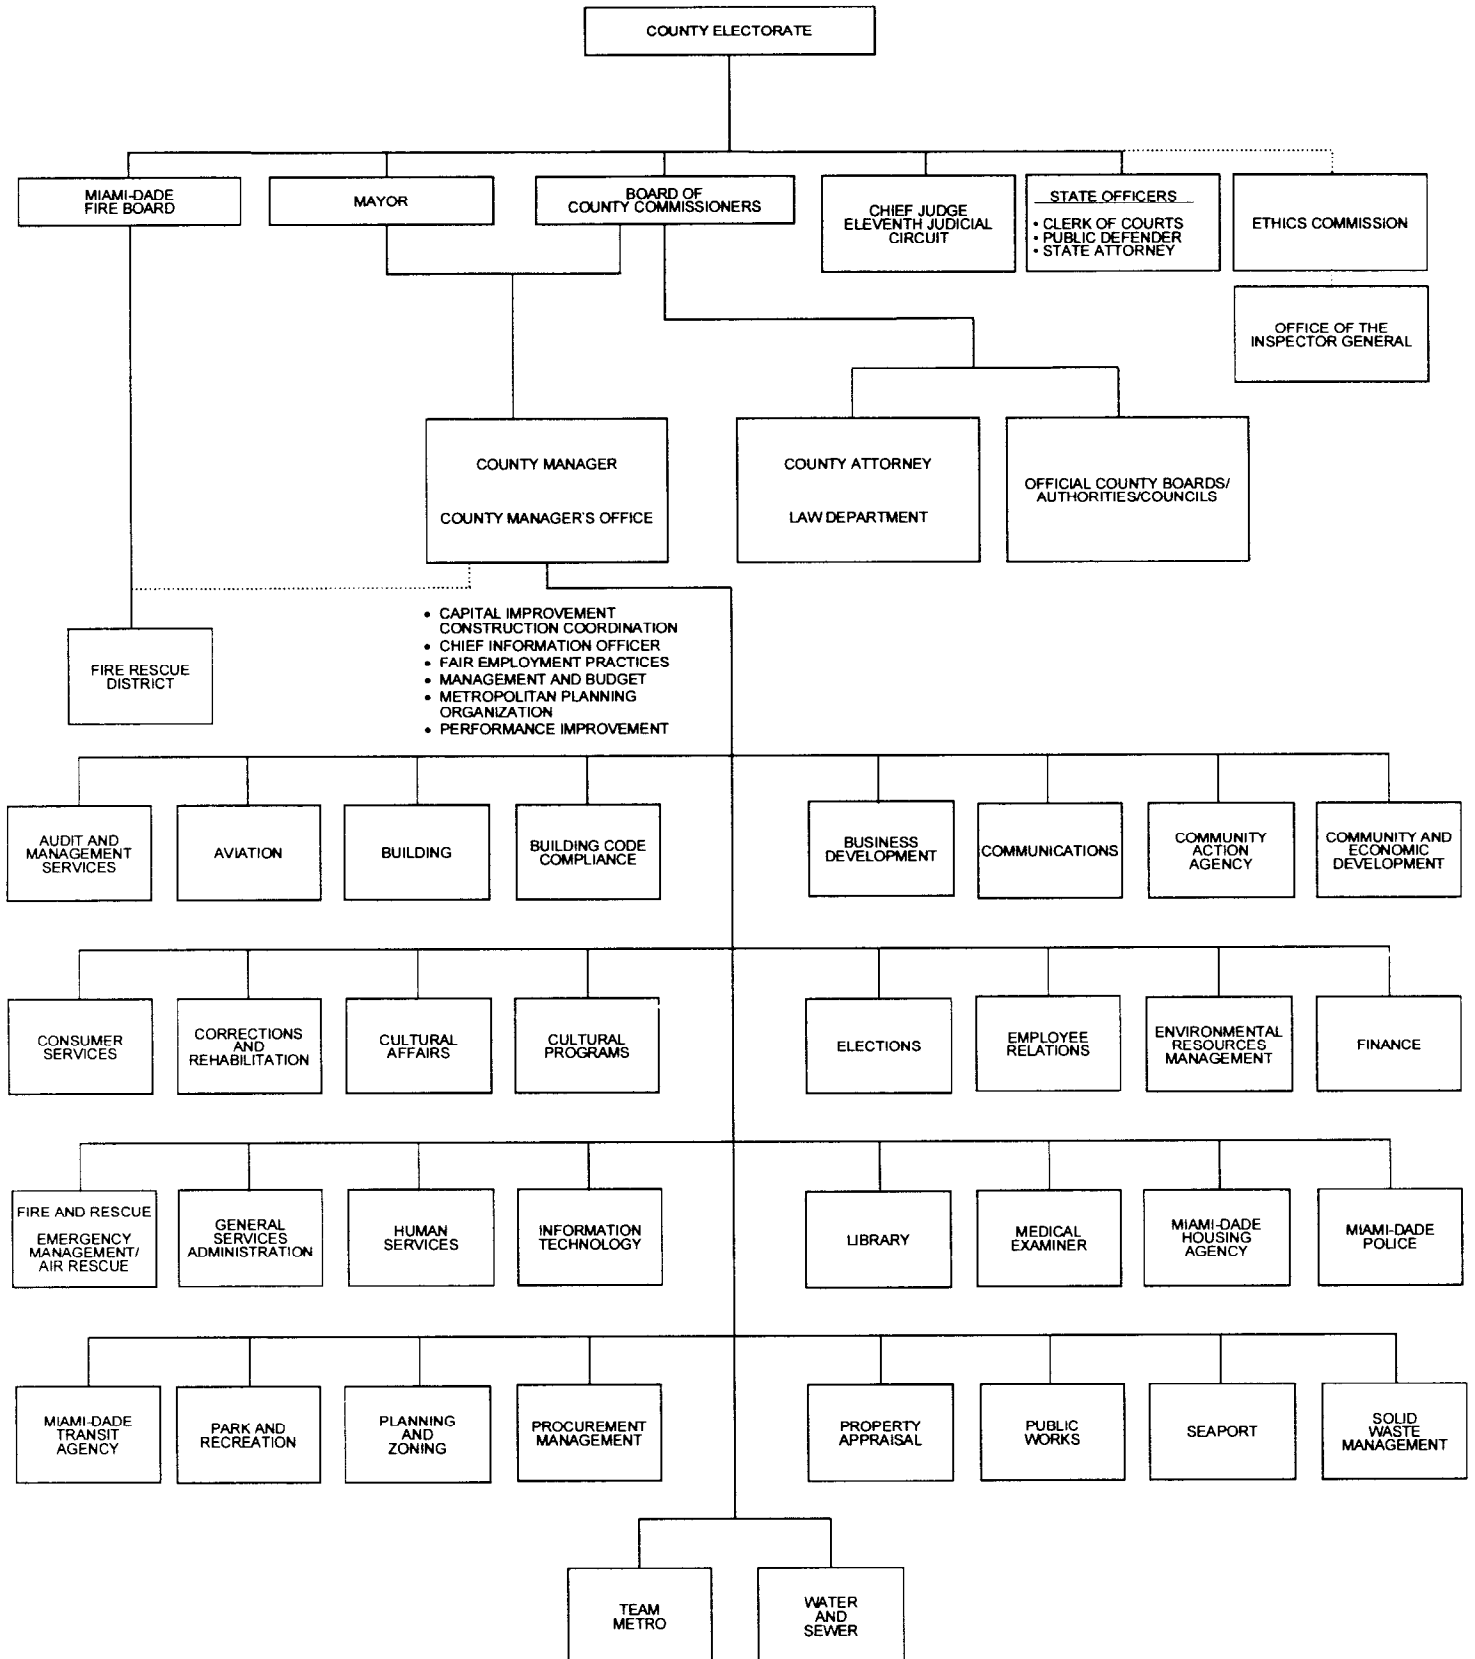 COUNTY ELECTORATE
MIAMI-DADE
FIRE BOARD
MAYOR
BOARD OF
COUNTY COMMISSIONERS
CHIEF JUDGE
ELEVENTH JUDICIAL
CIRCUIT
STATE OFFICERS
• CLERK OF COURTS
• PUBLIC DEFENDER
• STATE ATTORNEY
ETHICS COMMISSION
OFFICE OF THE
INSPECTOR GENERAL
COUNTY MANAGER
COUNTY MANAGER'S OFFICE
COUNTY ATTORNEY
LAW DEPARTMENT
OFFICIAL COUNTY BOARDS/
AUTHORITIES/COUNCILS
FIRE RESCUE
DISTRICT
• CAPITAL IMPROVEMENT
CONSTRUCTION COORDINATION
• CHIEF INFORMATION OFFICER
• FAIR EMPLOYMENT PRACTICES
• MANAGEMENT AND BUDGET
• METROPOLITAN PLANNING
ORGANIZATION
• PERFORMANCE IMPROVEMENT
AUDIT AND
MANAGEMENT
SERVICES
AVIATION
BUILDING
BUILDING CODE
COMPLIANCE
BUSINESS
DEVELOPMENT
COMMUNICATIONS
COMMUNITY
ACTION
AGENCY
COMMUNITY AND
ECONOMIC
DEVELOPMENT
CONSUMER
SERVICES
CORRECTIONS
AND
REHABILITATION
CULTURAL
AFFAIRS
CULTURAL
PROGRAMS
ELECTIONS
EMPLOYEE
RELATIONS
ENVIRONMENTAL
RESOURCES
MANAGEMENT
FINANCE
FIRE AND RESCUE
EMERGENCY
MANAGEMENT/
AIR RESCUE
GENERAL
SERVICES
ADMINISTRATION
HUMAN
SERVICES
INFORMATION
TECHNOLOGY
LIBRARY
MEDICAL
EXAMINER
MIAMI-DADE
HOUSING
AGENCY
MIAMI-DADE
POLICE
MIAMI-DADE
TRANSIT
AGENCY
PARK AND
RECREATION
PLANNING
AND
ZONING
PROCUREMENT
MANAGEMENT
PROPERTY
APPRAISAL
PUBLIC
WORKS
SEAPORT
SOLID
WASTE
MANAGEMENT
TEAM
METRO
WATER
AND
SEWER